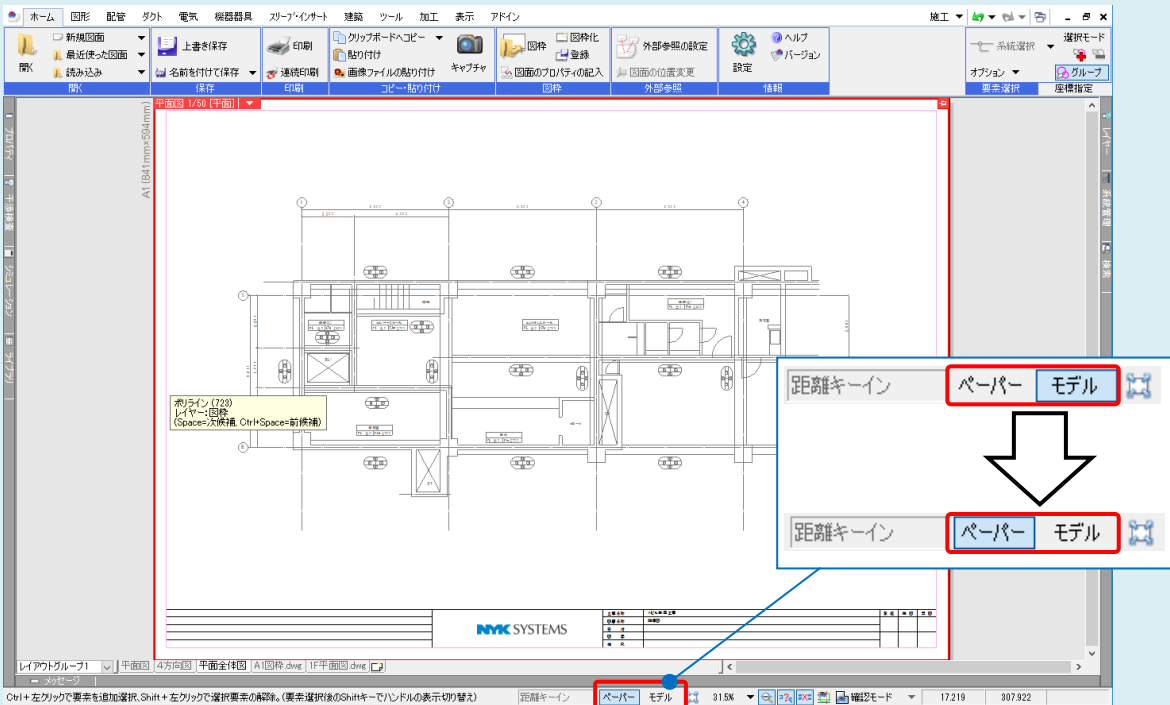 ホーム 図形 配管 ダクト 電気 機器器具 スリーブ・インサート 建築 ツール 加工 表示 アドイン 施工
開く 新規図面 最近使った図面 読み込み
上書き保存 名前を付けて保存
印刷 連続印刷
クリップボードへコピー 貼り付け 画像ファイルの貼り付け キャプチャ
図枠 図枠化 登録 図面のプロパティの記入
外部参照の設定 図面の位置変更
設定 ヘルプ バージョン
系統選択 オプション 選択モード グループ
開く 保存 印刷 コピー・貼り付け 図枠 外部参照 情報 要素選択 座標指定
平面図 1/50 [平面]
A1 (841mm×594mm)
プロパティ
干渉検査
シミュレーション
ライブラリ
レイヤー
系統管理
検索
ポリライン (723)
レイヤー:図枠
(Space=次候補, Ctrl+Space=前候補)
距離キーイン ペーパー モデル
距離キーイン ペーパー モデル
NYK SYSTEMS
レイアウトグループ1 平面図 4方向図 平面全体図 A1図枠.dwg 1F平面図.dwg
メッセージ
Ctrl+左クリックで要素を追加選択、Shift+左クリックで選択要素の解除。(要素選択後のShiftキーでハンドルの表示切り替え) 距離キーイン ペーパー モデル 31.5% 確認モード 17.219 307.922